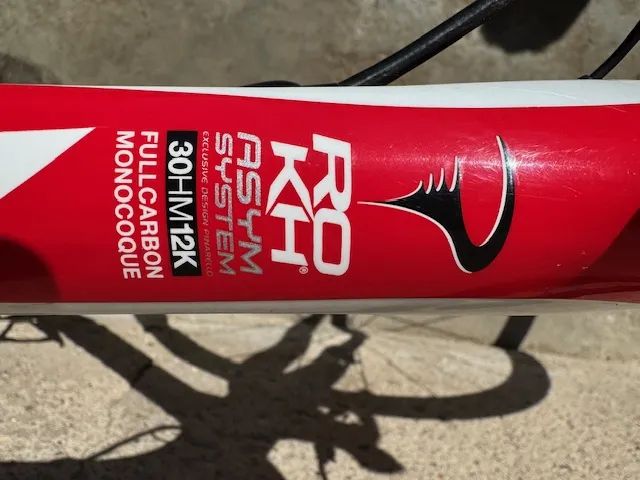 RO
KH®
ASYM
SYSTEM
EXCLUSIVE DESIGN PINARELLO
30HM12K
FULLCARBON
MONOCOQUE